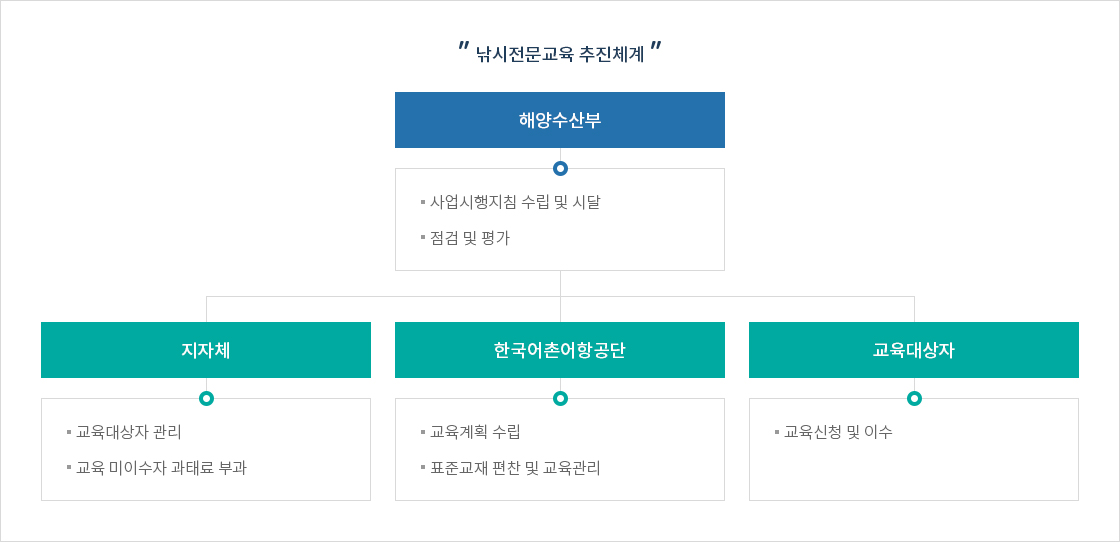 " 낚시전문교육 추진체계 "
해양수산부
▪ 사업시행지침 수립 및 시달
▪ 점검 및 평가
지자체
▪ 교육대상자 관리
▪ 교육 미이수자 과태료 부과
한국어촌어항공단
▪ 교육계획 수립
▪ 표준교재 편찬 및 교육관리
교육대상자
▪ 교육신청 및 이수